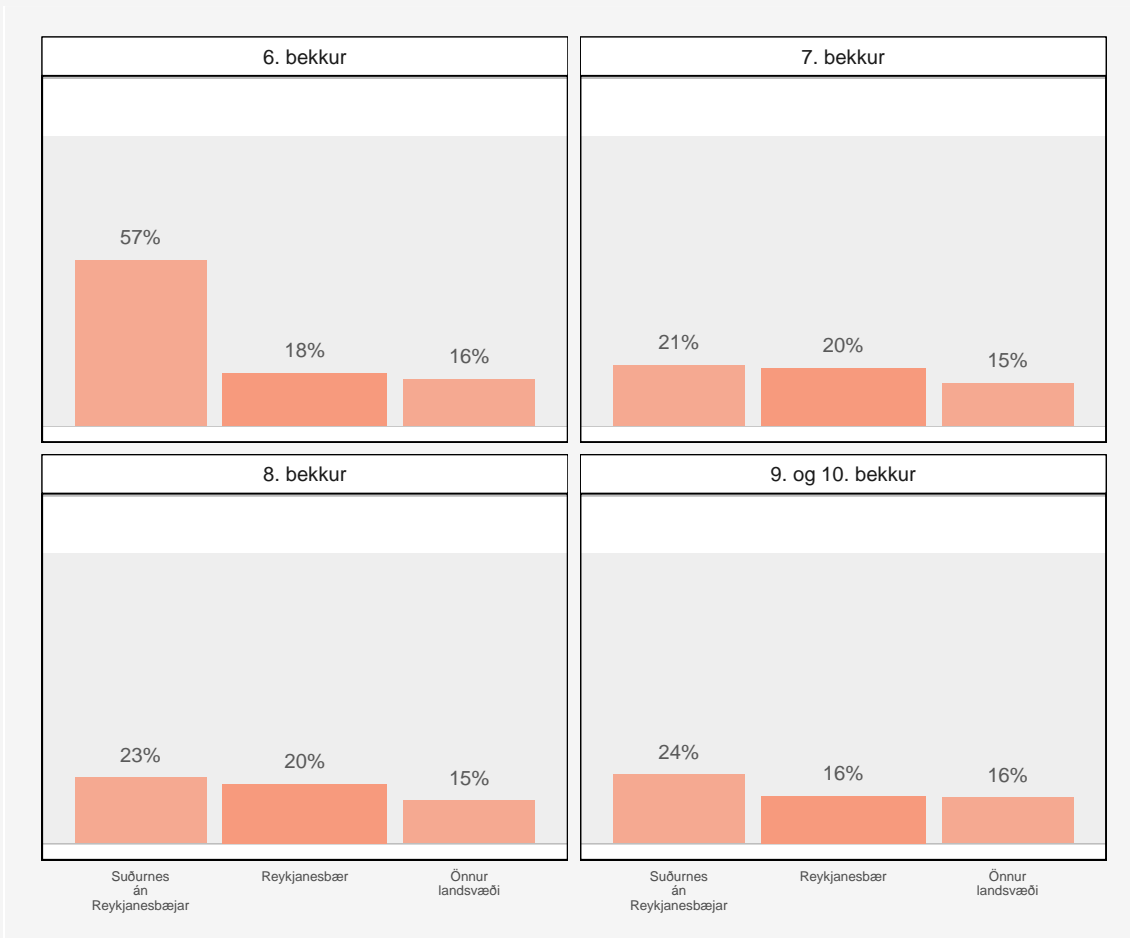 6. bekkur
7. bekkur
57%
18%
16%
21%
20%
15%
8. bekkur
9. og 10. bekkur
23%
20%
15%
24%
16%
16%
Suðurnes
án
Reykjanesbæjar
Reykjanesbær
Önnur
landsvæði
Suðurnes
án
Reykjanesbæjar
Reykjanesbær
Önnur
landsvæði